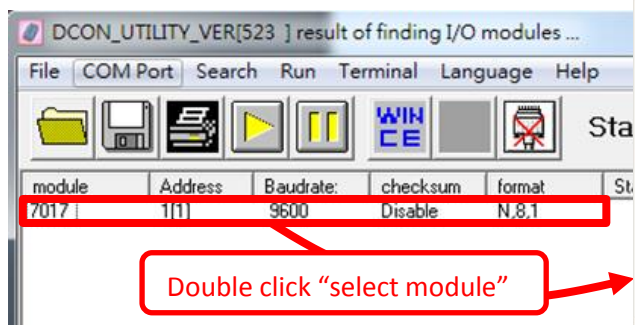 DCON_UTILITY_VER[523 ] result of finding I/O modules ...
File COM Port Search Run Terminal Language Help
WIN
CE
Sta
module Address Baudrate: checksum format St
7017 1[1] 9600 Disable N,8,1
Double click “select module”